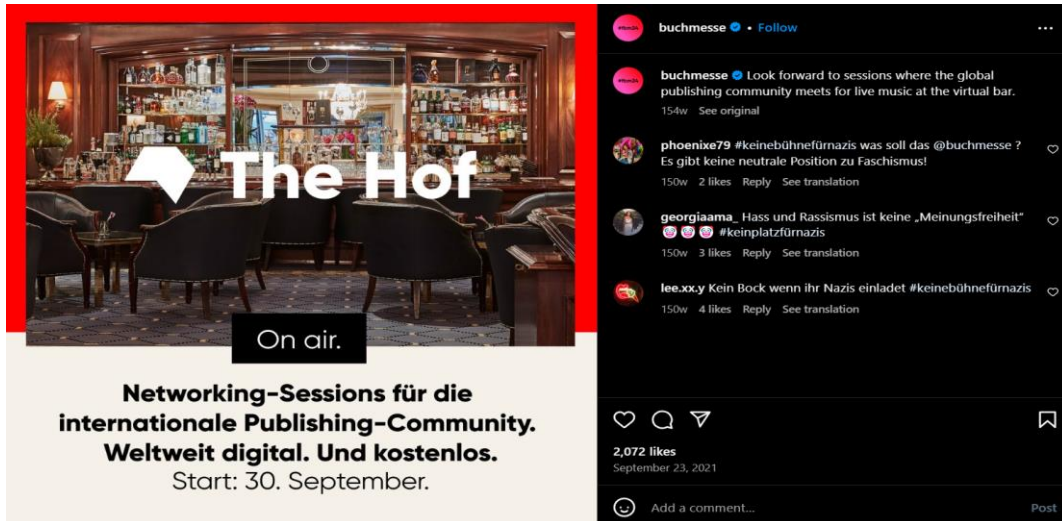 The Hof
On air.
Networking-Sessions für die
internationale Publishing-Community.
Weltweit digital. Und kostenlos.
Start: 30. September.
buchmesse • Follow
buchmesse Look forward to sessions where the global
publishing community meets for live music at the virtual bar.
154w See original
phoenixe79 #keinebühnefürnazis was soll das @buchmesse ?
Es gibt keine neutrale Position zu Faschismus!
150w 2 likes Reply See translation
georgiaama_ Hass und Rassismus ist keine „Meinungsfreiheit“
🤡🤡🤡 #keinplatzfürnazis
150w 3 likes Reply See translation
lee.xx.y Kein Bock wenn ihr Nazis einladet #keinebühnefürnazis
150w 4 likes Reply See translation
2,072 likes
September 23, 2021
Add a comment...
Post